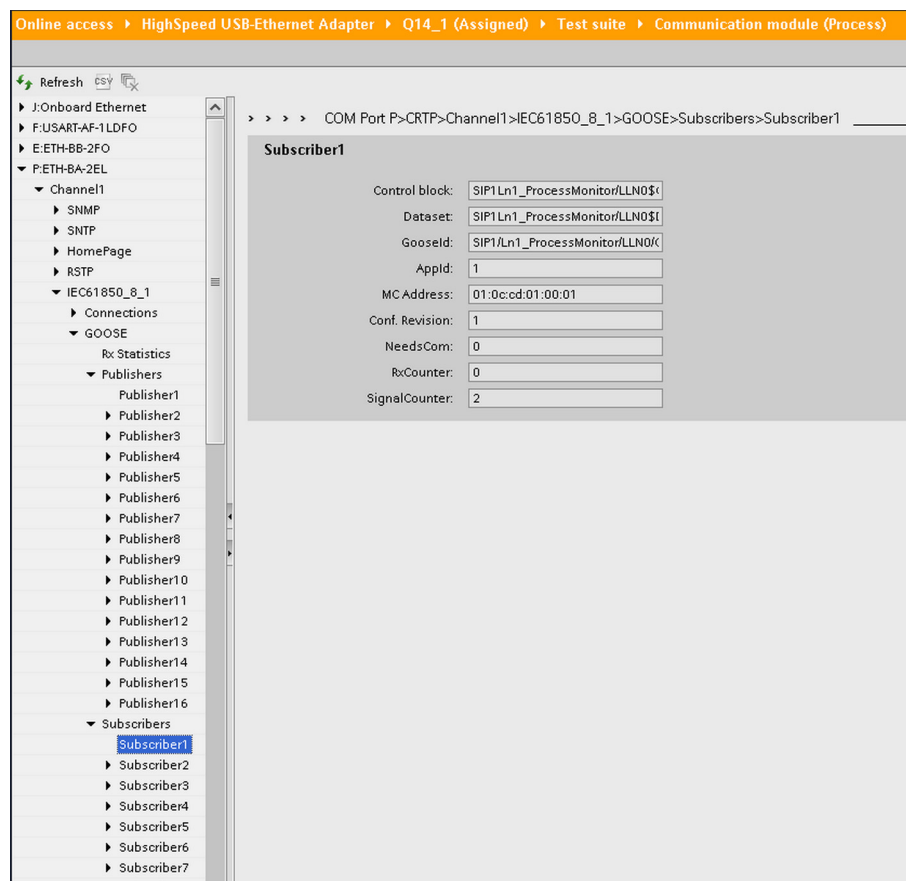 Online access ▸ HighSpeed USB-Ethernet Adapter ▸ Q14_1 (Assigned) ▸ Test suite ▸ Communication module (Process)
Refresh CSV
J:Onboard Ethernet
F:USART-AF-1LDFO
E:ETH-BB-2FO
P:ETH-BA-2EL
Channel1
SNMP
SNTP
HomePage
RSTP
IEC61850_8_1
Connections
GOOSE
Rx Statistics
Publishers
Publisher1
Publisher2
Publisher3
Publisher4
Publisher5
Publisher6
Publisher7
Publisher8
Publisher9
Publisher10
Publisher11
Publisher12
Publisher13
Publisher14
Publisher15
Publisher16
Subscribers
Subscriber1
Subscriber2
Subscriber3
Subscriber4
Subscriber5
Subscriber6
Subscriber7
> > > > COM Port P>CRTP>Channel1>IEC61850_8_1>GOOSE>Subscribers>Subscriber1
Subscriber1
Control block: SIP1Ln1_ProcessMonitor/LLN0$
Dataset: SIP1Ln1_ProcessMonitor/LLN0$
GooseId: SIP1/Ln1_ProcessMonitor/LLN0/
AppId: 1
MC Address: 01:0c:cd:01:00:01
Conf. Revision: 1
NeedsCom: 0
RxCounter: 0
SignalCounter: 2